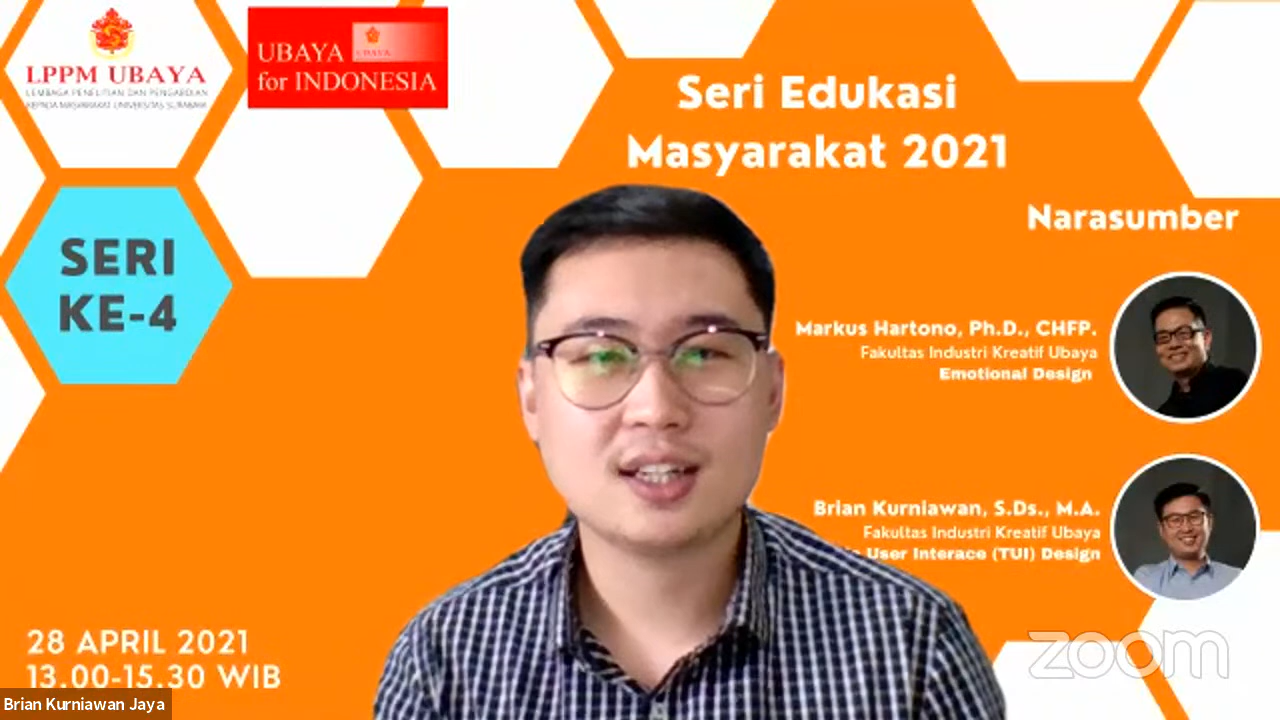 LPPM UBAYA
LEMBAGA PENELITIAN DAN PENGABDIAN
KEPADA MASYARAKAT UNIVERSITAS SURABAYA
UBAYA
UBAYA
for INDONESIA
Seri Edukasi
Masyarakat 2021
Narasumber
SERI
KE-4
Markus Hartono, Ph.D., CHFP.
Fakultas Industri Kreatif Ubaya
Emotional Design
Brian Kurniawan, S.Ds., M.A.
Fakultas Industri Kreatif Ubaya
User Interace (TUI) Design
28 APRIL 2021
13.00-15.30 WIB
zoom
Brian Kurniawan Jaya